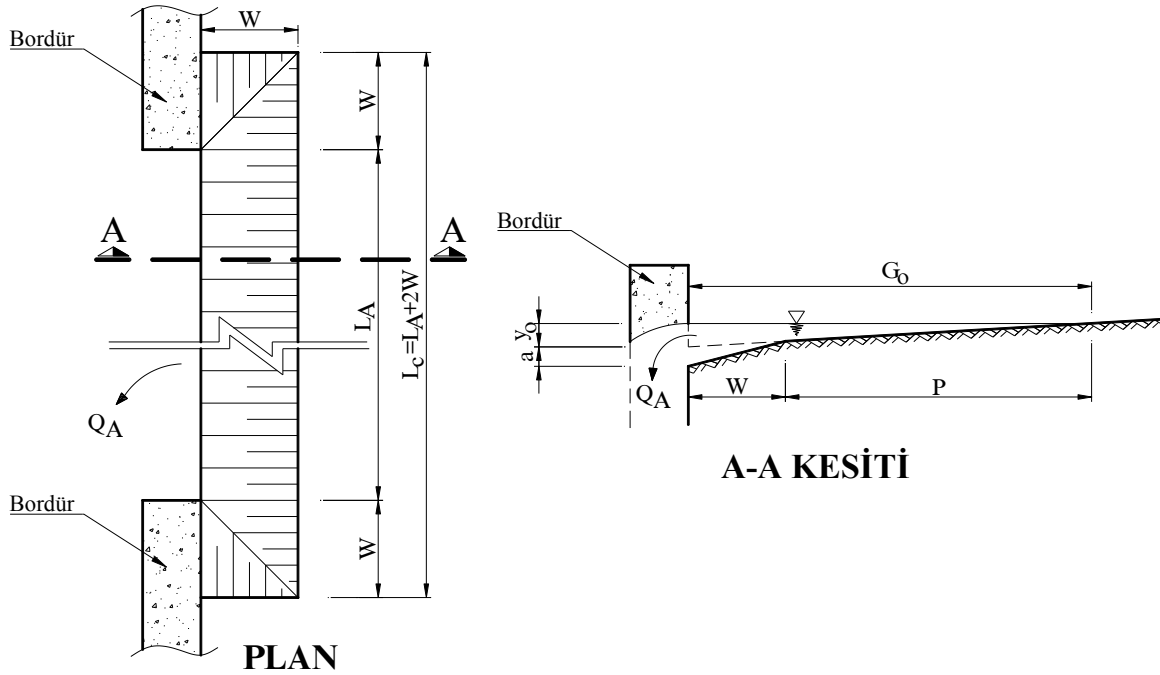 W
Bordür
W
A
A
LA
Lc=LA+2W
QA
Bordür
W
PLAN
Bordür
Go
yo
a
QA
W
P
A-A KESİTİ